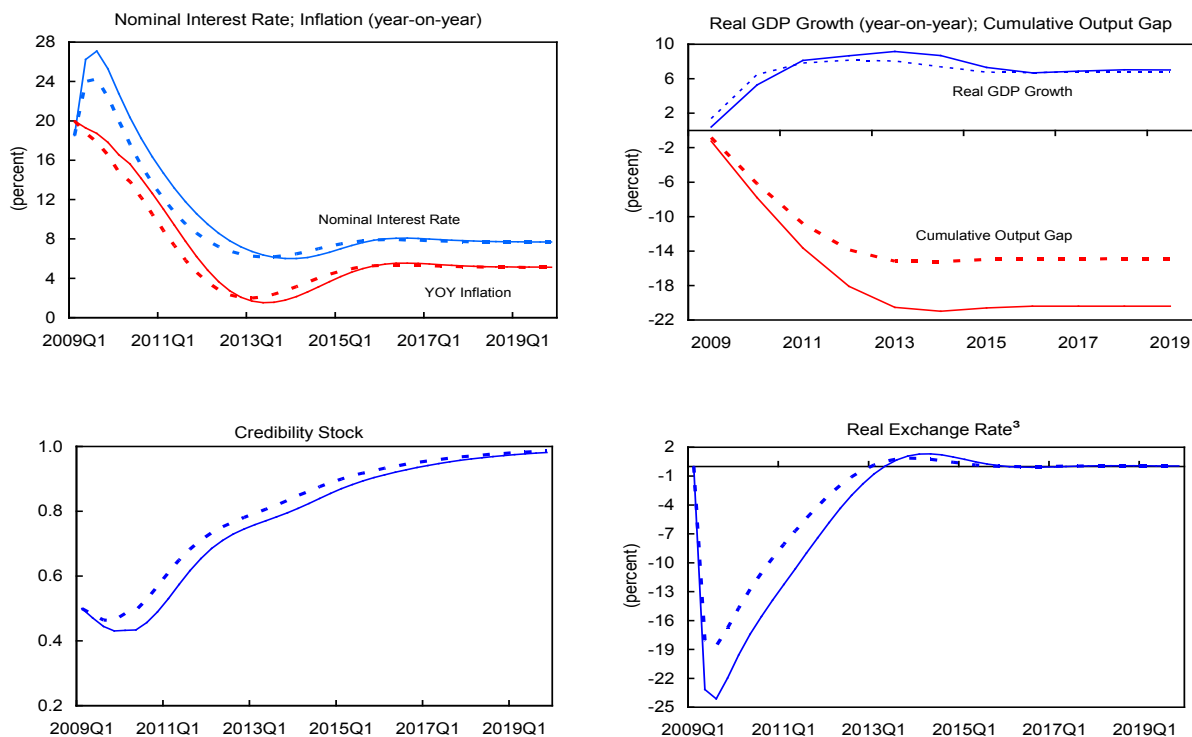 Nominal Interest Rate; Inflation (year-on-year)
28
24
20
16
12
8
4
0
(percent)
Nominal Interest Rate
YOY Inflation
2009Q1 2011Q1 2013Q1 2015Q1 2017Q1 2019Q1
Real GDP Growth (year-on-year); Cumulative Output Gap
10
6
2
-2
-6
-10
-14
-18
-22
(percent)
Real GDP Growth
Cumulative Output Gap
2009 2011 2013 2015 2017 2019
Credibility Stock
1.0
0.8
0.6
0.4
0.2
2009Q1 2011Q1 2013Q1 2015Q1 2017Q1 2019Q1
Real Exchange Rate³
2
-1
-4
-7
-10
-13
-16
-19
-22
-25
(percent)
2009Q1 2011Q1 2013Q1 2015Q1 2017Q1 2019Q1